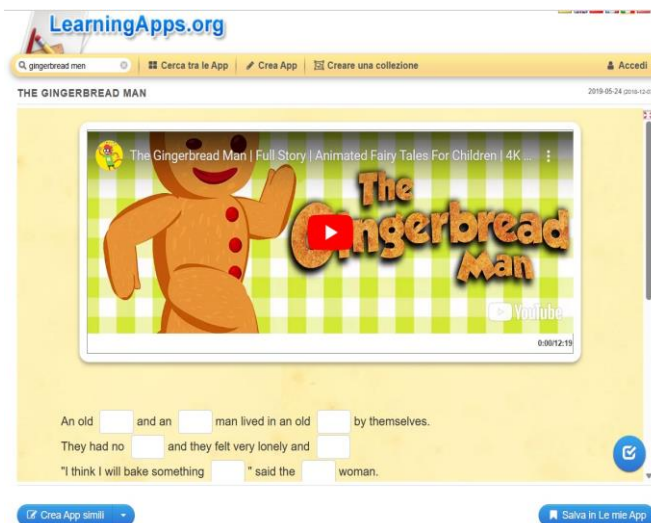 LearningApps.org
gingerbread men Cerca tra le App Crea App Creare una collezione Accedi
THE GINGERBREAD MAN 2019-05-24
The Gingerbread Man | Full Story | Animated Fairy Tales For Children | 4K ...
The
Gingerbread
Man
YouTube
0:00/12:19
An old and an man lived in an old by themselves.
They had no and they felt very lonely and
"I think I will bake something " said the woman.
Crea App simili Salva in Le mie App